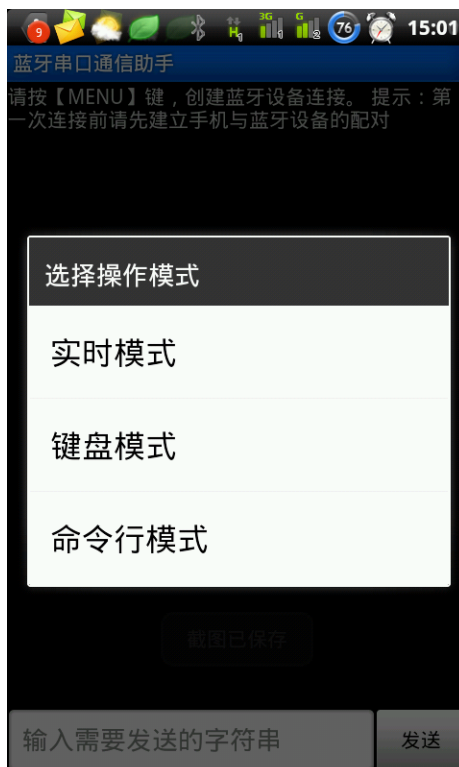 9
H
3G
G
2
76
15:01
蓝牙串口通信助手
请按【MENU】键，创建蓝牙设备连接。 提示：第
一次连接前请先建立手机与蓝牙设备的配对
选择操作模式
实时模式
键盘模式
命令行模式
截图已保存
输入需要发送的字符串
发送